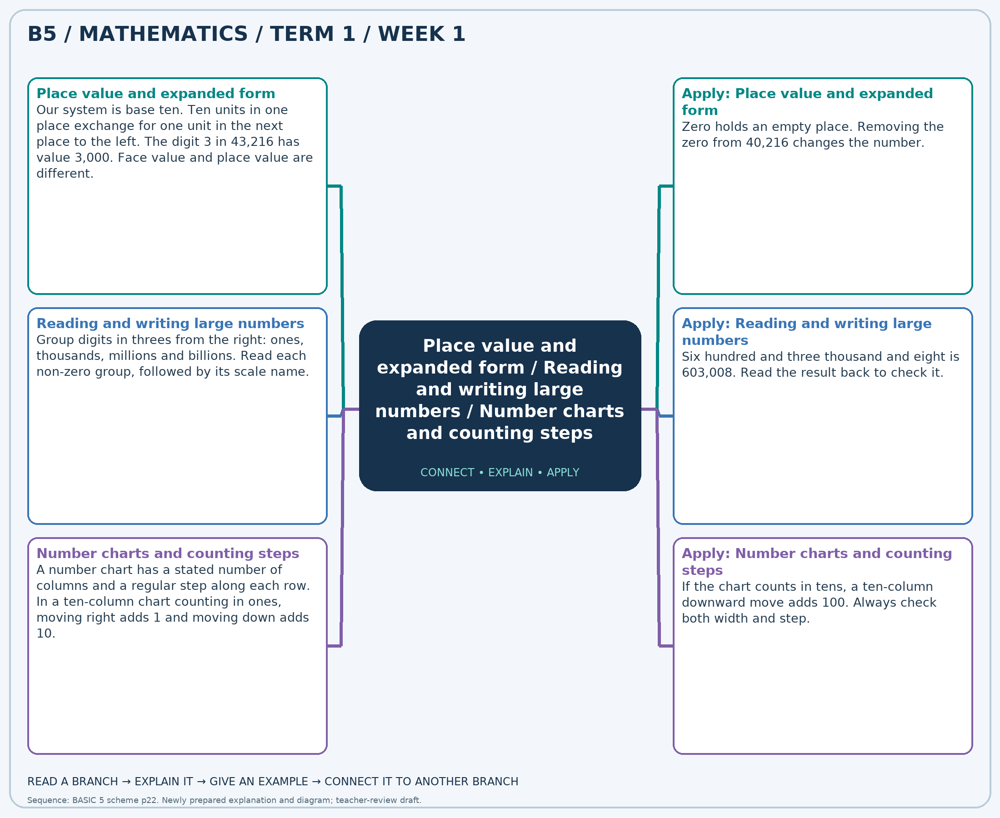 B5 / MATHEMATICS / TERM 1 / WEEK 1
Place value and expanded form
Our system is base ten. Ten units in one
place exchange for one unit in the next
place to the left. The digit 3 in 43,216 has
value 3,000. Face value and place value are
different.
Reading and writing large numbers
Group digits in threes from the right: ones,
thousands, millions and billions. Read each
non-zero group, followed by its scale name.
Number charts and counting steps
A number chart has a stated number of
columns and a regular step along each row.
In a ten-column chart counting in ones,
moving right adds 1 and moving down adds
10.
Place value and
expanded form / Reading
and writing large
numbers / Number charts
and counting steps
CONNECT • EXPLAIN • APPLY
Apply: Place value and expanded
form
Zero holds an empty place. Removing the
zero from 40,216 changes the number.
Apply: Reading and writing large
numbers
Six hundred and three thousand and eight is
603,008. Read the result back to check it.
Apply: Number charts and counting
steps
If the chart counts in tens, a ten-column
downward move adds 100. Always check
both width and step.
READ A BRANCH → EXPLAIN IT → GIVE AN EXAMPLE → CONNECT IT TO ANOTHER BRANCH
Sequence: BASIC 5 scheme p22. Newly prepared explanation and diagram; teacher-review draft.